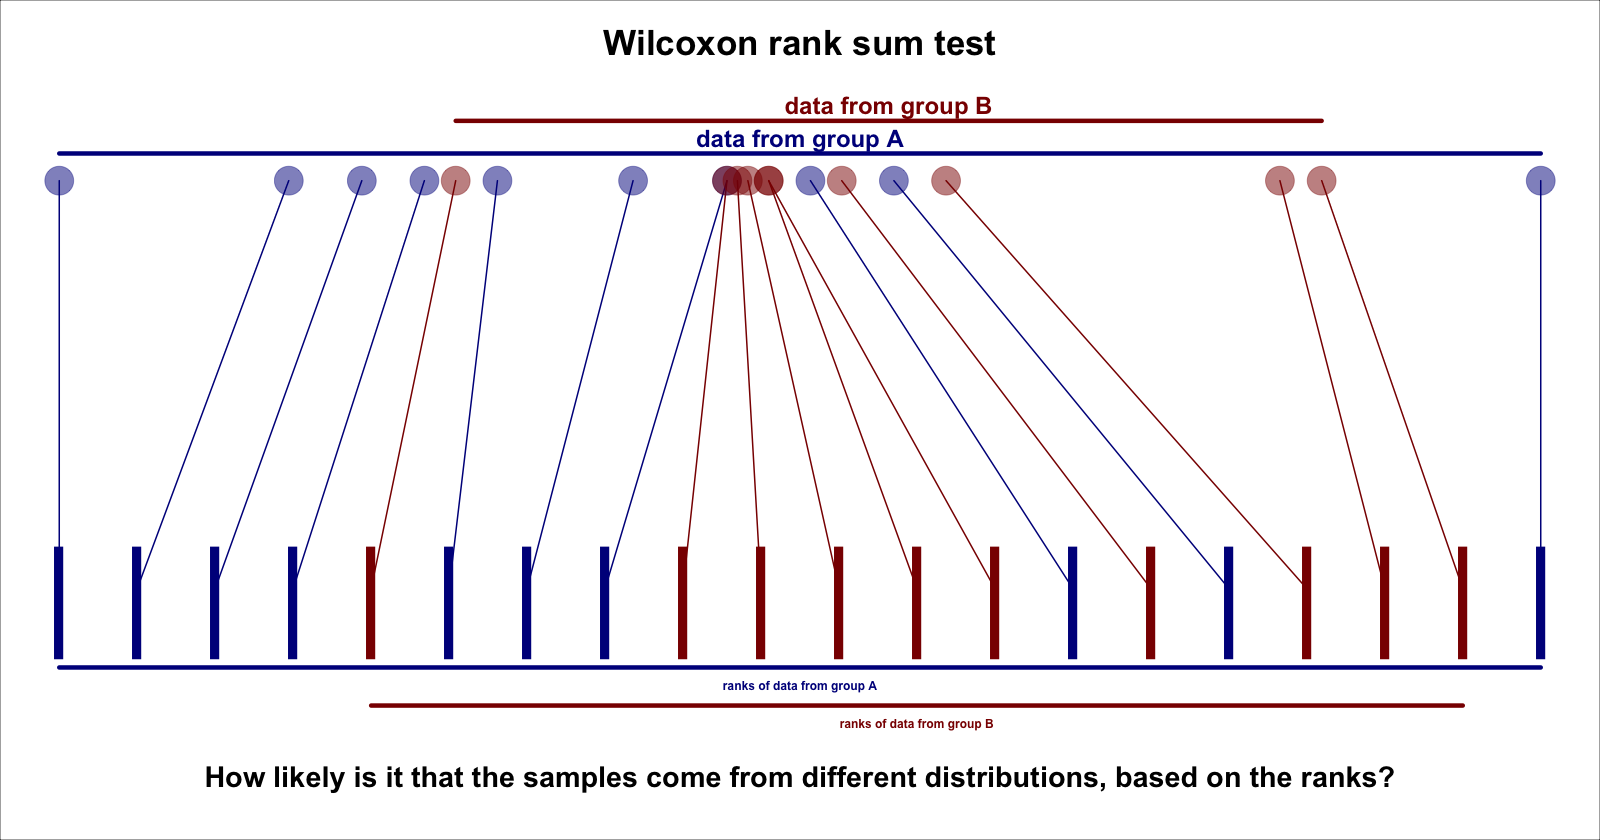 Wilcoxon rank sum test
data from group B
data from group A
ranks of data from group A
ranks of data from group B
How likely is it that the samples come from different distributions, based on the ranks?